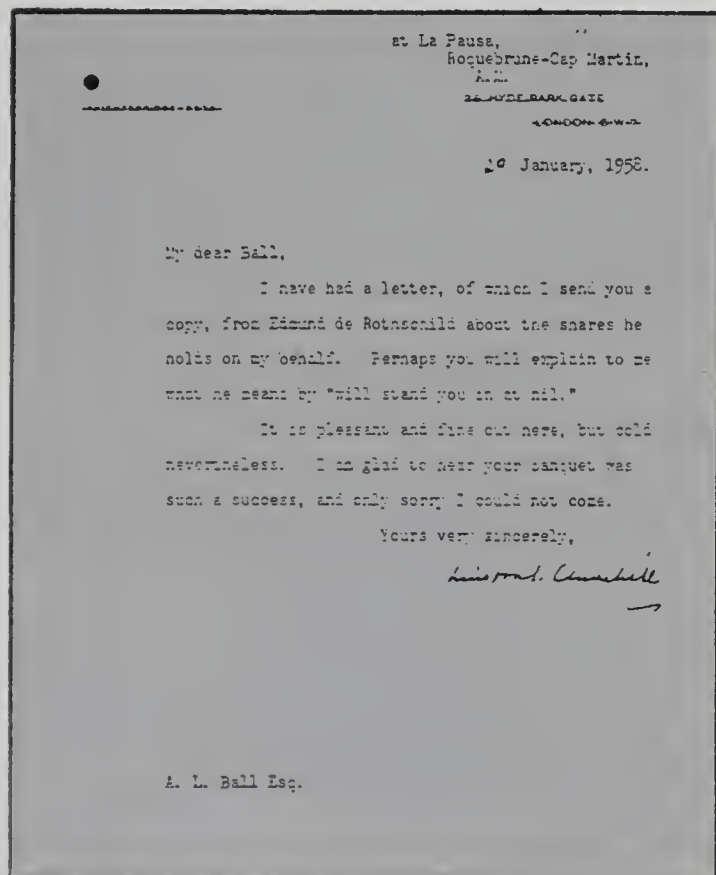 at La Pausa,
Roquebrune-Cap Martin,
A.M.
28, HYDE PARK GATE
LONDON S.W.7
20 January, 1958.
My dear Ball,
I have had a letter, of which I send you a
copy, from Edmund de Rothschild about the shares he
holds on my behalf. Perhaps you will explain to me
what he means by "will stand you in at nil."
It is pleasant and fine out here, but cold
nevertheless. I am glad to hear your banquet was
such a success, and only sorry I could not come.
Yours very sincerely,
Winston S. Churchill
A. L. Ball Esq.